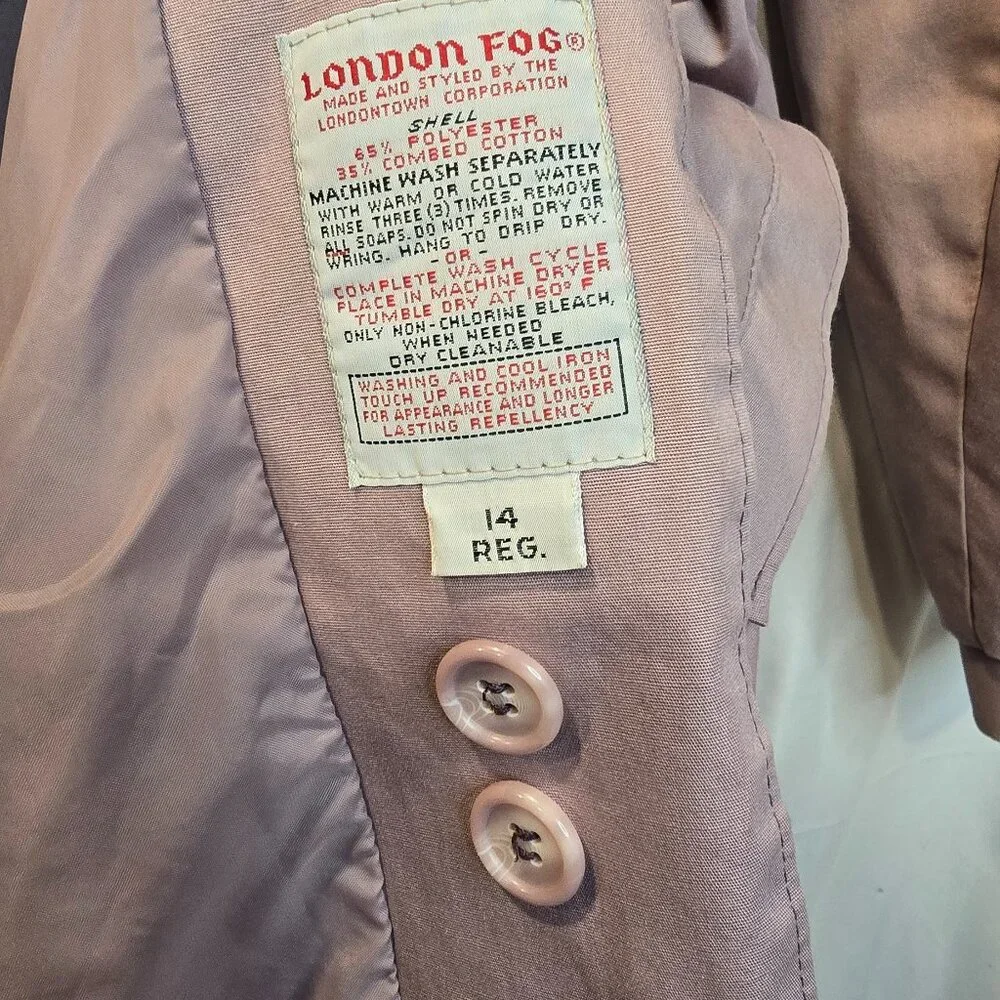 LONDON FOG®
MADE AND STYLED BY THE
LONDONTOWN CORPORATION
SHELL
65% POLYESTER
35% COMBED COTTON
MACHINE WASH SEPARATELY
WITH WARM OR COLD WATER
RINSE THREE (3) TIMES. REMOVE
ALL SOAPS. DO NOT SPIN DRY OR
WRING. HANG TO DRIP DRY.
-OR-
COMPLETE WASH CYCLE
PLACE IN MACHINE DRYER
TUMBLE DRY AT 160° F
ONLY NON-CHLORINE BLEACH,
WHEN NEEDED
DRY CLEANABLE
WASHING AND COOL IRON
TOUCH UP RECOMMENDED
FOR APPEARANCE AND LONGER
LASTING REPELLENCY
14
REG.